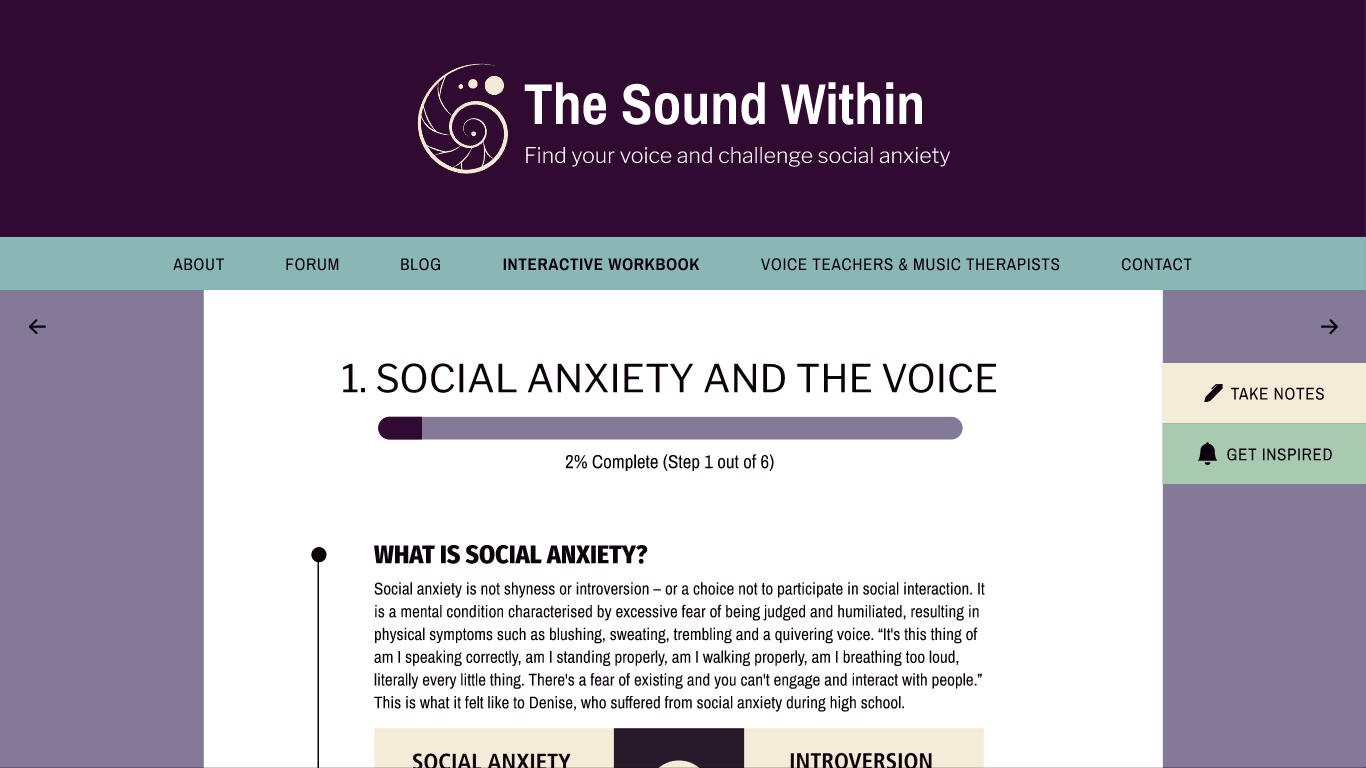 The Sound Within
Find your voice and challenge social anxiety
ABOUT FORUM BLOG INTERACTIVE WORKBOOK VOICE TEACHERS & MUSIC THERAPISTS CONTACT
1. SOCIAL ANXIETY AND THE VOICE
TAKE NOTES
2% Complete (Step 1 out of 6)
GET INSPIRED
WHAT IS SOCIAL ANXIETY?
Social anxiety is not shyness or introversion – or a choice not to participate in social interaction. It
is a mental condition characterised by excessive fear of being judged and humiliated, resulting in
physical symptoms such as blushing, sweating, trembling and a quivering voice. “It's this thing of
am I speaking correctly, am I standing properly, am I walking properly, am I breathing too loud,
literally every little thing. There's a fear of existing and you can't engage and interact with people.”
This is what it felt like to Denise, who suffered from social anxiety during high school.
SOCIAL ANXIETY INTROVERSION